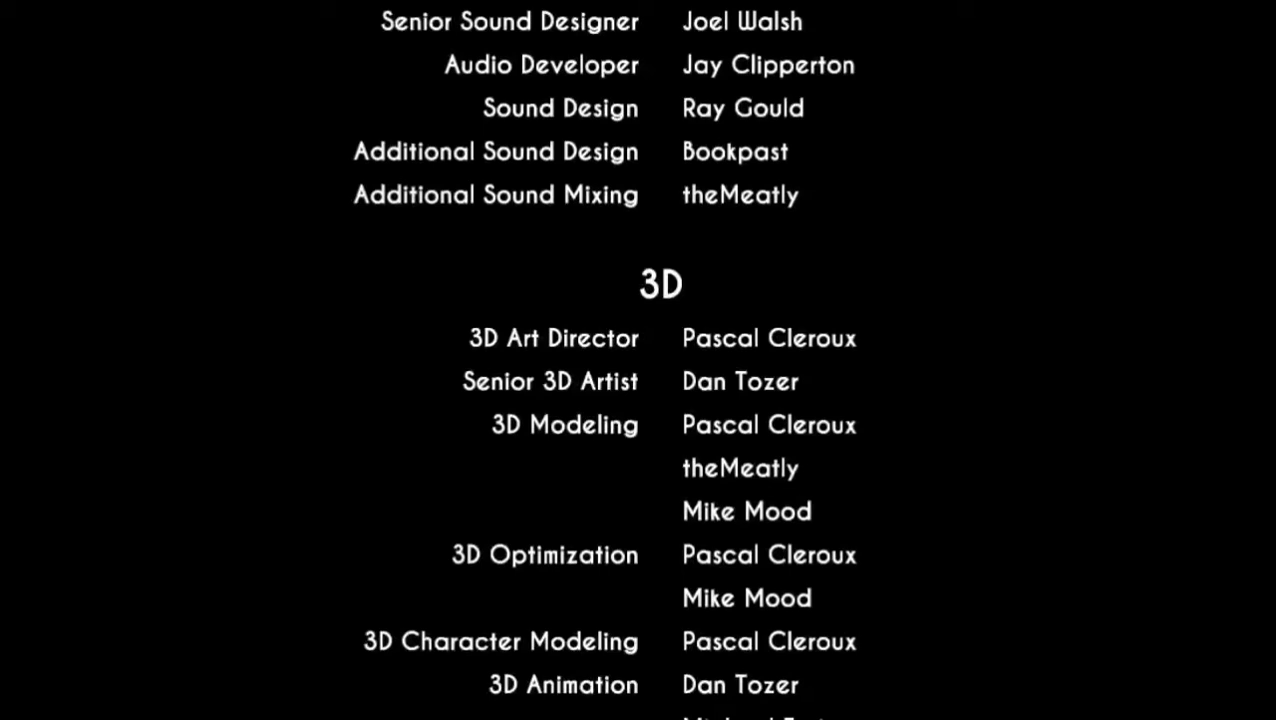 Senior Sound Designer Joel Walsh
Audio Developer Jay Clipperton
Sound Design Ray Gould
Additional Sound Design Bookpast
Additional Sound Mixing theMeatly
3D
3D Art Director Pascal Cleroux
Senior 3D Artist Dan Tozer
3D Modeling Pascal Cleroux
theMeatly
Mike Mood
3D Optimization Pascal Cleroux
Mike Mood
3D Character Modeling Pascal Cleroux
3D Animation Dan Tozer